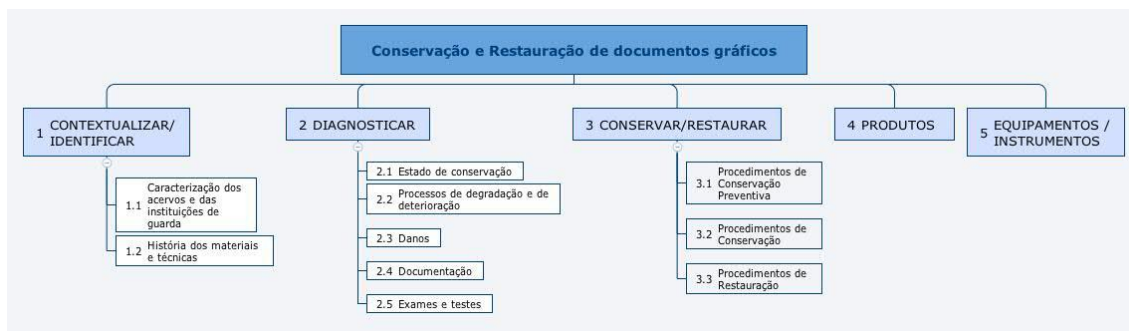 Conservação e Restauração de documentos gráficos
1 CONTEXTUALIZAR/
IDENTIFICAR
1.1 Caracterização dos
acervos e das
instituições de
guarda
1.2 História dos materiais
e técnicas
2 DIAGNOSTICAR
2.1 Estado de conservação
2.2 Processos de degradação e de
deterioração
2.3 Danos
2.4 Documentação
2.5 Exames e testes
3 CONSERVAR/RESTAURAR
3.1 Procedimentos de
Conservação
Preventiva
3.2 Procedimentos de
Conservação
3.3 Procedimentos de
Restauração
4 PRODUTOS
5 EQUIPAMENTOS /
INSTRUMENTOS